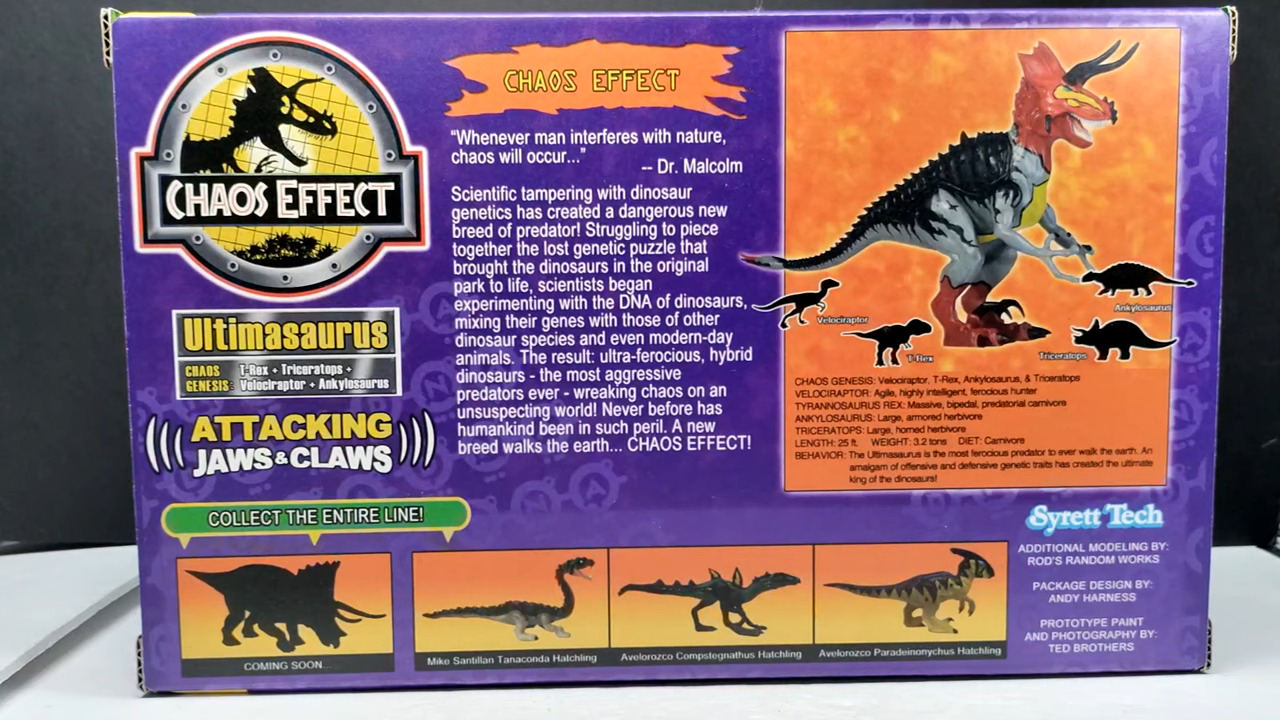 CHAOS EFFECT
Ultimasaurus
CHAOS GENESIS: T-Rex + Triceratops +
Velociraptor + Ankylosaurus
ATTACKING
JAWS & CLAWS
CHAOS EFFECT
“Whenever man interferes with nature,
chaos will occur...”
-- Dr. Malcolm
Scientific tampering with dinosaur
genetics has created a dangerous new
breed of predator! Struggling to piece
together the lost genetic puzzle that
brought the dinosaurs in the original
park to life, scientists began
experimenting with the DNA of dinosaurs,
mixing their genes with those of other
dinosaur species and even modern-day
animals. The result: ultra-ferocious, hybrid
dinosaurs - the most aggressive
predators ever - wreaking chaos on an
unsuspecting world! Never before has
humankind been in such peril. A new
breed walks the earth... CHAOS EFFECT!
Velociraptor
T-Rex
Ankylosaurus
Triceratops
CHAOS GENESIS: Velociraptor, T-Rex, Ankylosaurus, & Triceratops
VELOCIRAPTOR: Agile, highly intelligent, ferocious hunter
TYRANNOSAURUS REX: Massive, bipedal, predatorial carnivore
ANKYLOSAURUS: Large, armored herbivore
TRICERATOPS: Large, horned herbivore
LENGTH: 25 ft. WEIGHT: 3.2 tons DIET: Carnivore
BEHAVIOR: The Ultimasaurus is the most ferocious predator to ever walk the earth. An
amalgam of offensive and defensive genetic traits has created the ultimate
king of the dinosaurs!
COLLECT THE ENTIRE LINE!
COMING SOON...
Mike Santillan Tanaconda Hatchling
Avelorozco Compstegnathus Hatchling
Avelorozco Paradeinonychus Hatchling
Syrett Tech
ADDITIONAL MODELING BY:
ROD'S RANDOM WORKS
PACKAGE DESIGN BY:
ANDY HARNESS
PROTOTYPE PAINT
AND PHOTOGRAPHY BY:
TED BROTHERS